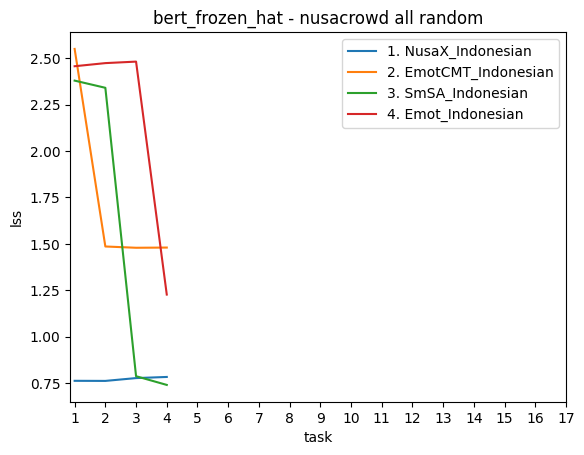 bert_frozen_hat - nusacrowd all random
1. NusaX_Indonesian
2. EmotCMT_Indonesian
3. SmSA_Indonesian
4. Emot_Indonesian
lss
2.50
2.25
2.00
1.75
1.50
1.25
1.00
0.75
1 2 3 4 5 6 7 8 9 10 11 12 13 14 15 16 17
task